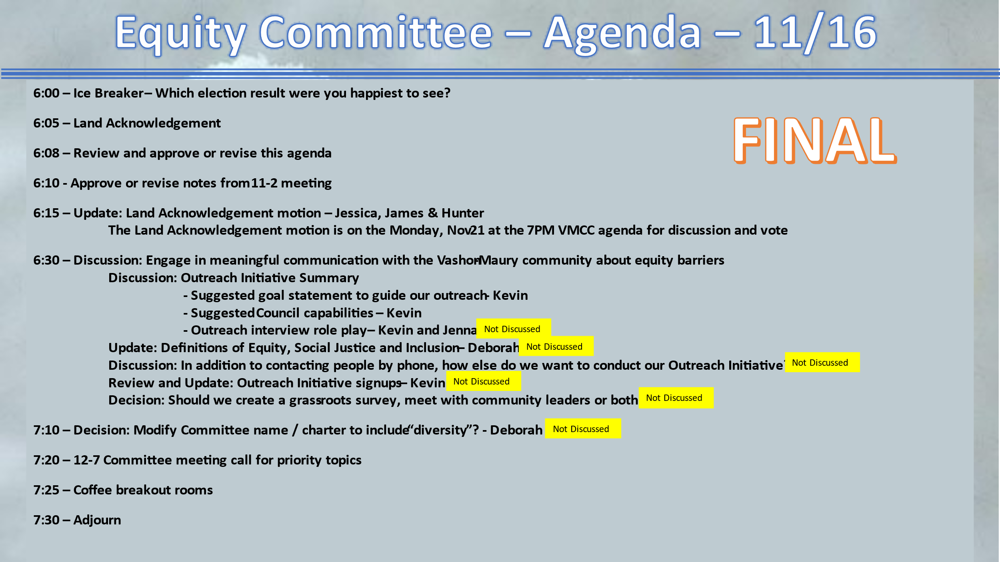 Equity Committee – Agenda – 11/16
6:00 – Ice Breaker – Which election result were you happiest to see?
6:05 – Land Acknowledgement
FINAL
6:08 – Review and approve or revise this agenda
6:10 - Approve or revise notes from 11-2 meeting
6:15 – Update: Land Acknowledgement motion – Jessica, James & Hunter
The Land Acknowledgement motion is on the Monday, Nov 21 at the 7PM VMCC agenda for discussion and vote
6:30 – Discussion: Engage in meaningful communication with the Vashon-Maury community about equity barriers
Discussion: Outreach Initiative Summary
- Suggested goal statement to guide our outreach - Kevin
- Suggested Council capabilities – Kevin
- Outreach interview role play – Kevin and Jenna Not Discussed
Update: Definitions of Equity, Social Justice and Inclusion – Deborah Not Discussed
Discussion: In addition to contacting people by phone, how else do we want to conduct our Outreach Initiative? Not Discussed
Review and Update: Outreach Initiative signups – Kevin Not Discussed
Decision: Should we create a grass-roots survey, meet with community leaders or both Not Discussed
7:10 – Decision: Modify Committee name / charter to include “diversity”? - Deborah Not Discussed
7:20 – 12-7 Committee meeting call for priority topics
7:25 – Coffee breakout rooms
7:30 – Adjourn